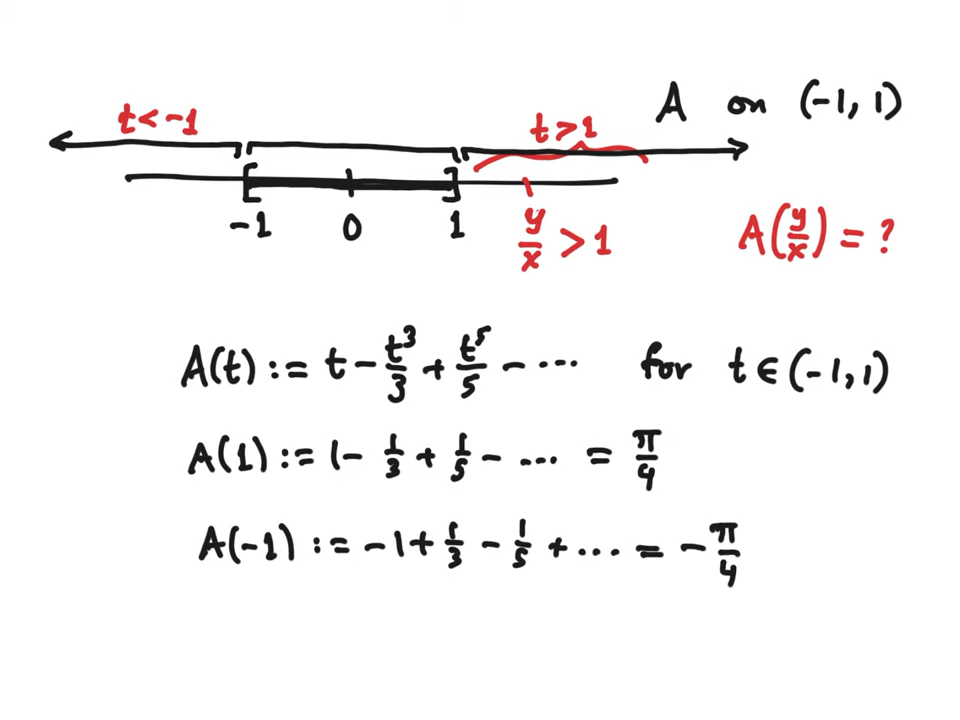 A on (-1, 1)
t < -1
t > 1
-1 0 1
y/x > 1
A(y/x) = ?
A(t) := t - t³/3 + t⁵/5 - ... for t ∈ (-1, 1)
A(1) := 1 - 1/3 + 1/5 - .... = π/4
A(-1) := -1 + 1/3 - 1/5 + .... = - π/4